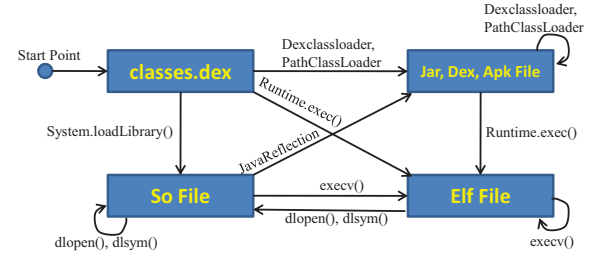 Dexclassloader,
PathClassLoader
Start Point
Dexclassloader,
PathClassLoader
classes.dex
Jar, Dex, Apk File
Runtime.exec()
System.loadLibrary()
Runtime.exec()
JavaReflection
So File
execv()
Elf File
dlopen(), dlsym()
dlopen(), dlsym()
execv()